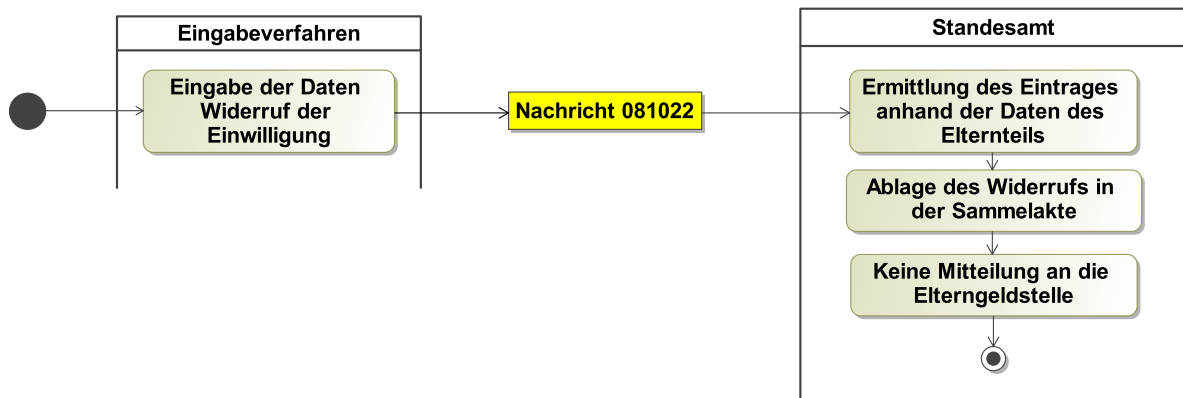 Eingabeverfahren
Eingabe der Daten
Widerruf der
Einwilligung
Nachricht 081022
Standesamt
Ermittlung des Eintrages
anhand der Daten des
Elternteils
Ablage des Widerrufs in
der Sammelakte
Keine Mitteilung an die
Elterngeldstelle